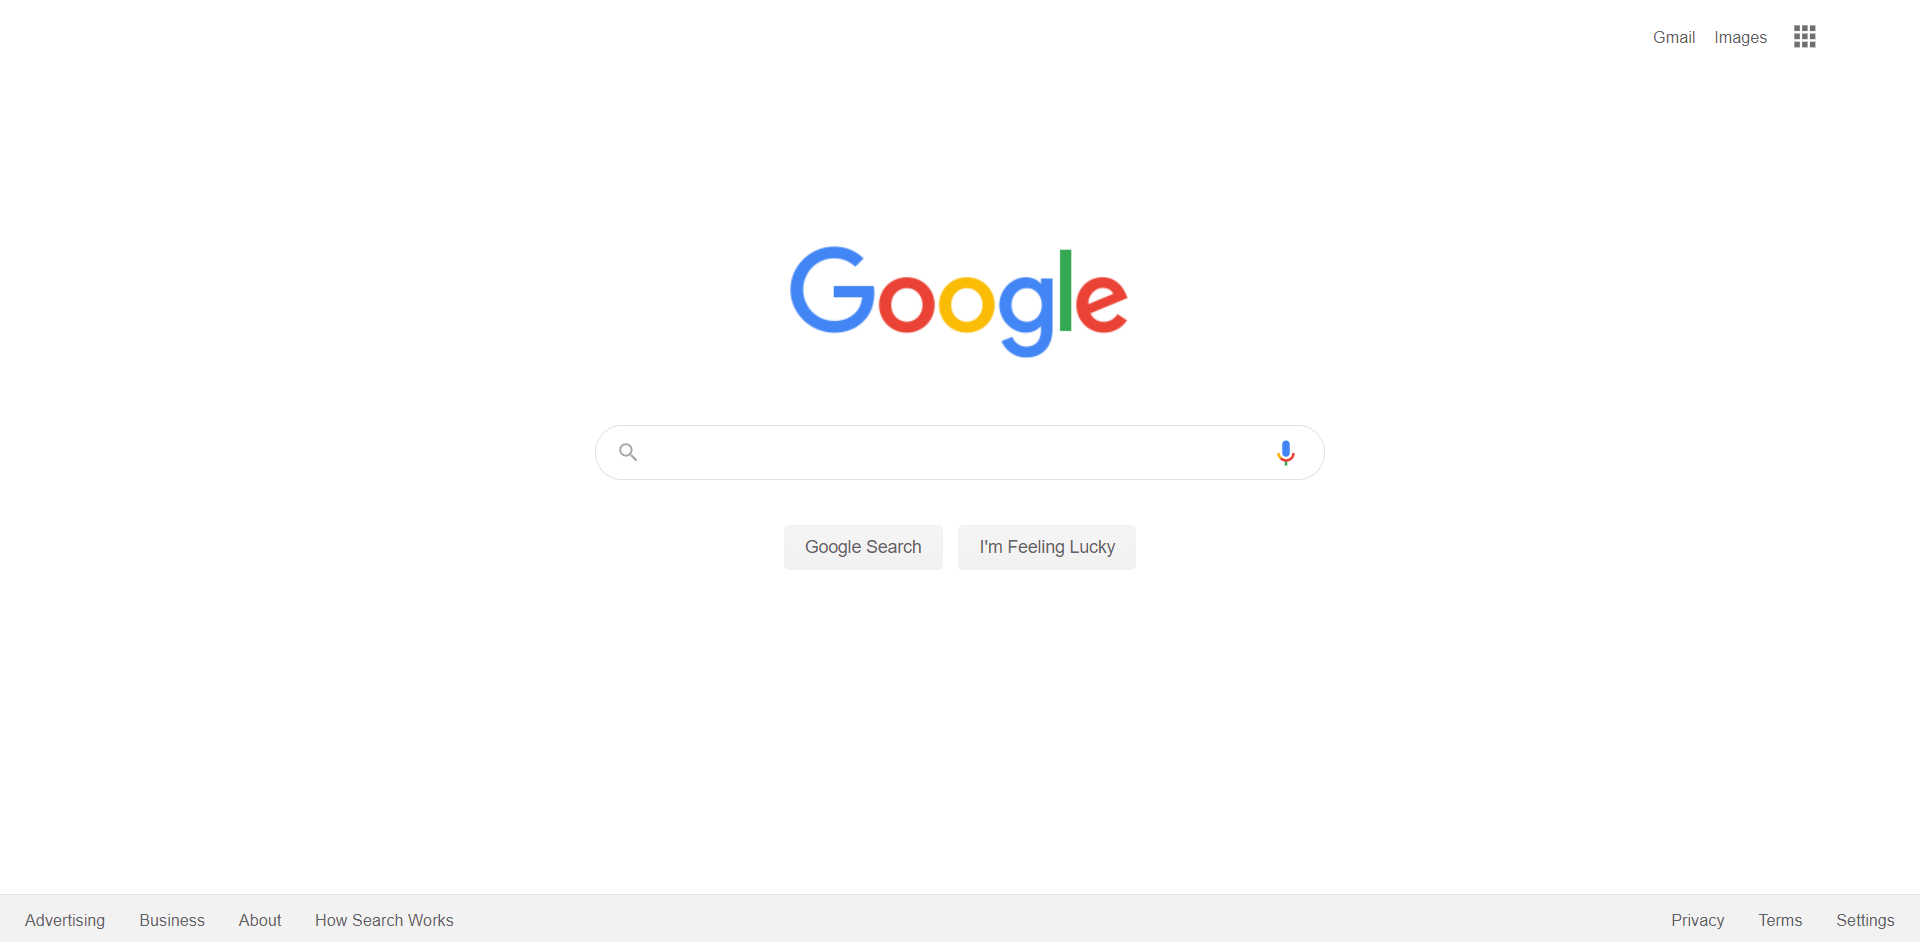 Gmail Images
Google
Google Search I'm Feeling Lucky
Advertising Business About How Search Works Privacy Terms Settings